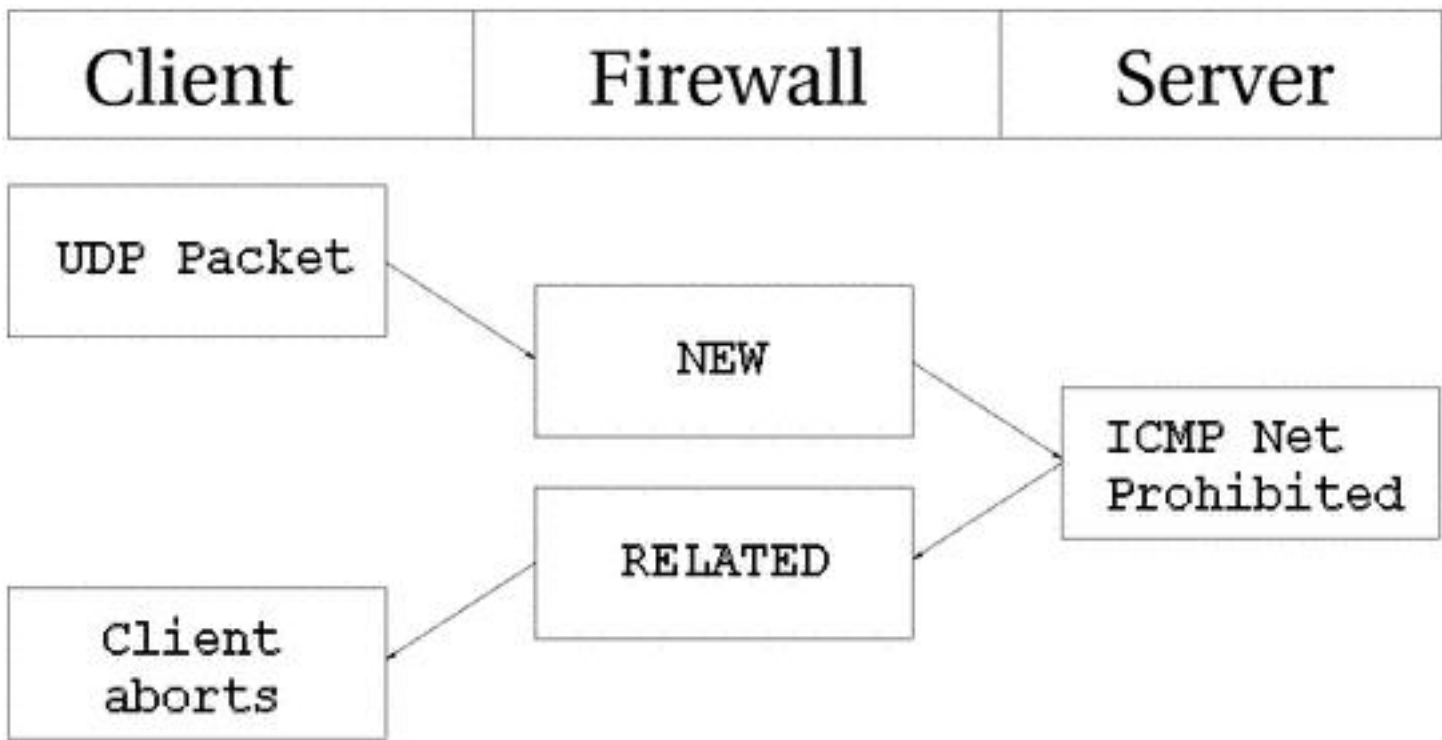 Client Firewall Server
UDP Packet
NEW
ICMP Net
Prohibited
RELATED
Client
aborts